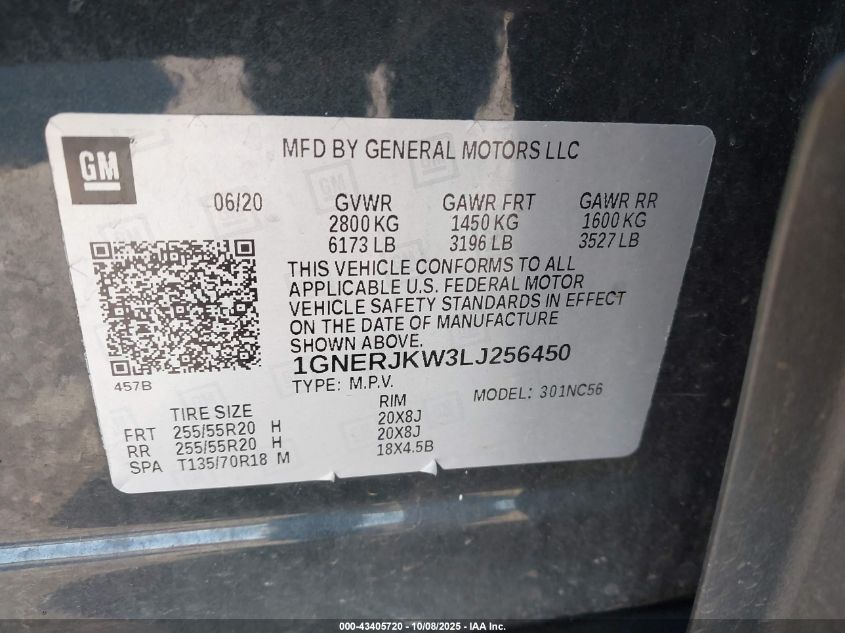 GM
MFD BY GENERAL MOTORS LLC
06/20 GVWR GAWR FRT GAWR RR
2800 KG 1450 KG 1600 KG
6173 LB 3196 LB 3527 LB
THIS VEHICLE CONFORMS TO ALL
APPLICABLE U.S. FEDERAL MOTOR
VEHICLE SAFETY STANDARDS IN EFFECT
ON THE DATE OF MANUFACTURE
SHOWN ABOVE.
1GNERJKW3LJ256450
457B
TYPE: M.P.V. MODEL: 301NC56
TIRE SIZE RIM
FRT 255/55R20 H 20X8J
RR 255/55R20 H 20X8J
SPA T135/70R18 M 18X4.5B
000-43405720 - 10/08/2025 - IAA Inc.